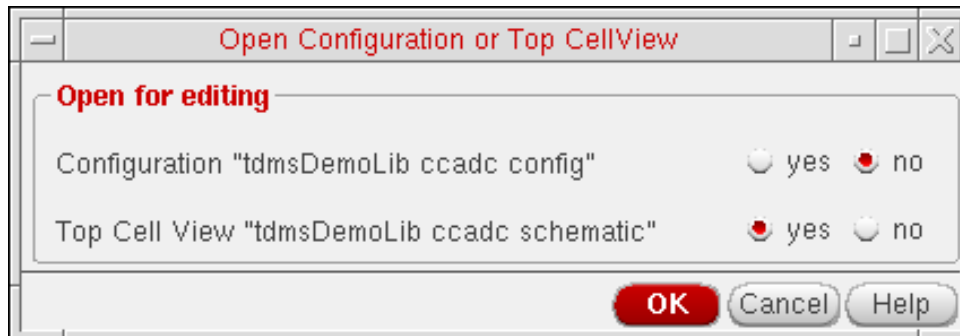 Open Configuration or Top CellView
Open for editing
Configuration "tdmsDemoLib ccadc config" yes no
Top Cell View "tdmsDemoLib ccadc schematic" yes no
OK Cancel Help